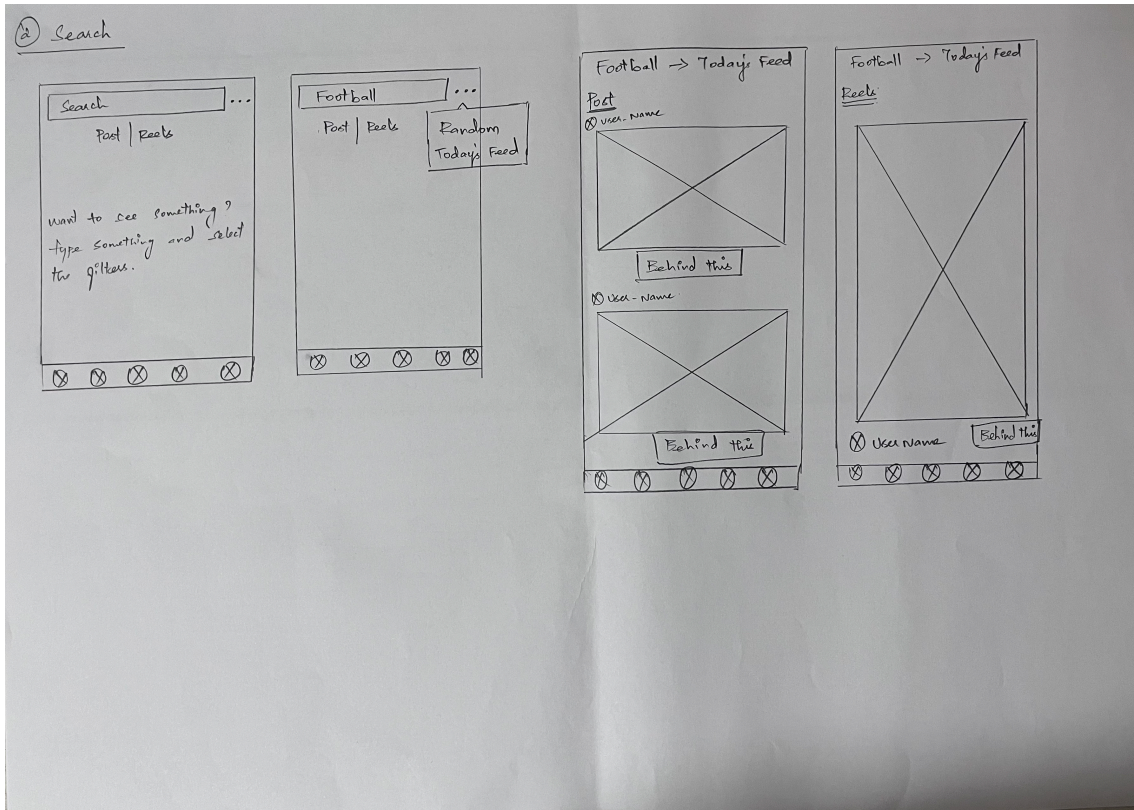 ② Search
Search ...
Post | Reels
want to see something?
type something and select
the filters.
Football ...
Post | Reels
Random
Today's Feed
Football → Today's Feed
Post
User-Name
Behind this
User-Name
Behind this
Football → Today's Feed
Reels
User Name
Behind this